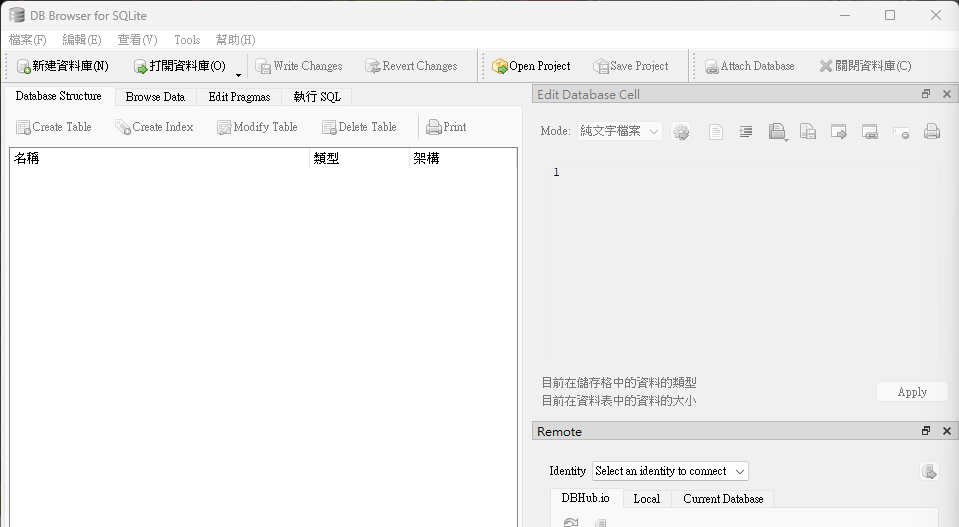 DB Browser for SQLite
檔案(F) 編輯(E) 查看(V) Tools 幫助(H)
新建資料庫(N) 打開資料庫(O) Write Changes Revert Changes Open Project Save Project Attach Database 關閉資料庫(C)
Database Structure Browse Data Edit Pragmas 執行 SQL
Create Table Create Index Modify Table Delete Table Print
名稱 類型 架構
Edit Database Cell
Mode: 純文字檔案
1
目前在儲存格中的資料的類型
目前在資料表中的資料的大小
Apply
Remote
Identity Select an identity to connect
DBHub.io Local Current Database